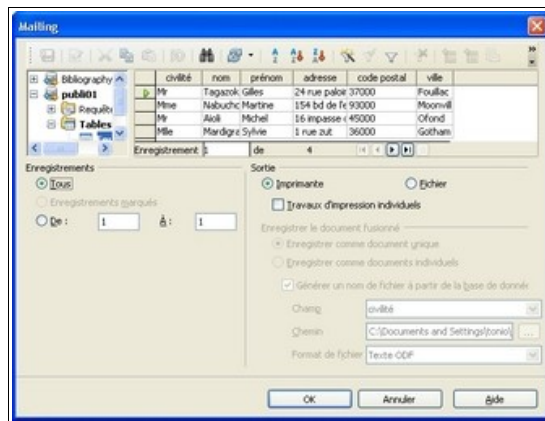 Mailing
Bibliography
publi01
Requête
Tables
civilité nom prénom adresse code postal ville
Mr Tagazok Gilles 24 rue paloir 37000 Fouillac
Mme Nabucho Martine 154 bd de fe 93000 Moonvil
Mr Aioli Michel 16 impasse 45000 Ofond
Mlle Mardigra Sylvie 1 rue zut 36000 Gotham
Enregistrement 1 de 4
Enregistrements
Tous
Enregistrements marqués
De : 1 À : 1
Sortie
Imprimante Fichier
Travaux d'impression individuels
Enregistrer le document fusionné
Enregistrer comme document unique
Enregistrer comme documents individuels
Générer un nom de fichier à partir de la base de donné
Champ civilité
Chemin C:\Documents and Settings\tonio\ ...
Format de fichier Texte ODF
OK Annuler Aide